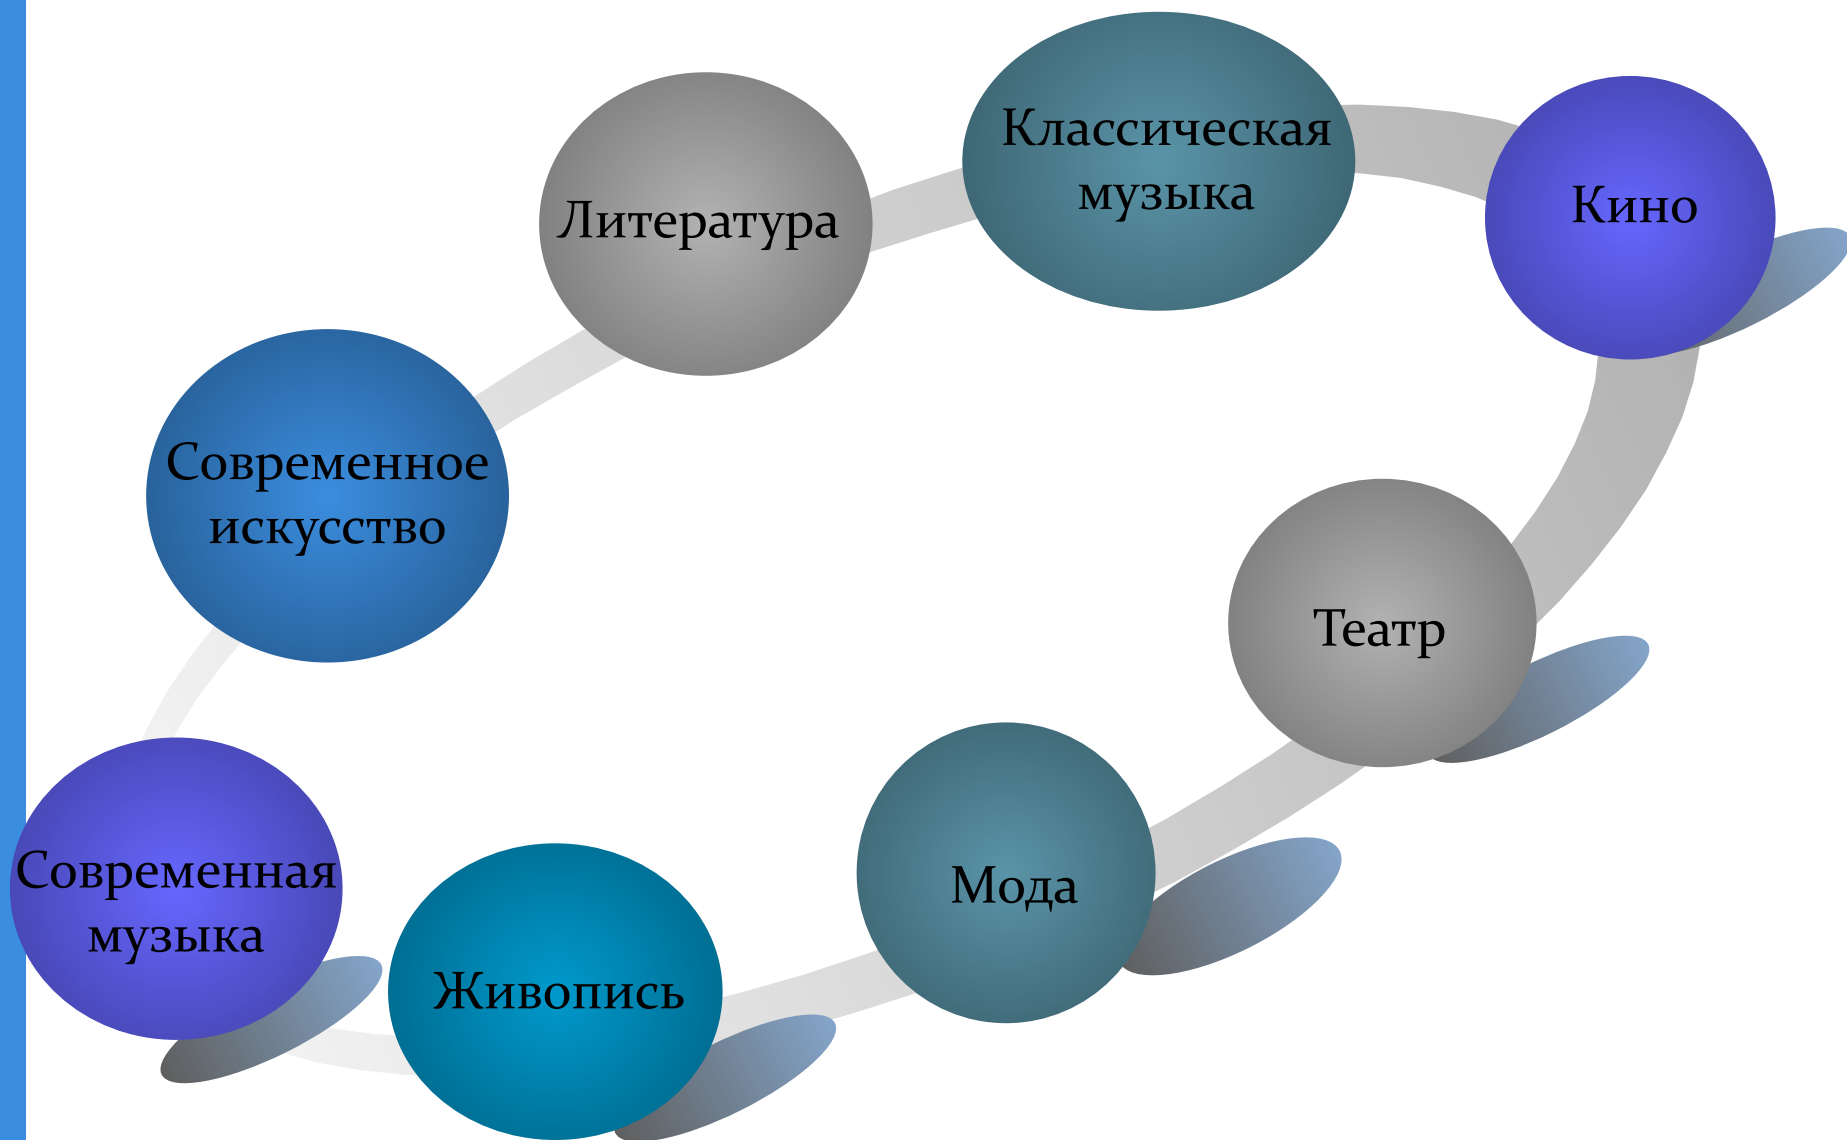 Классическая
музыка
Кино
Литература
Современное
искусство
Театр
Современная
музыка
Мода
Живопись